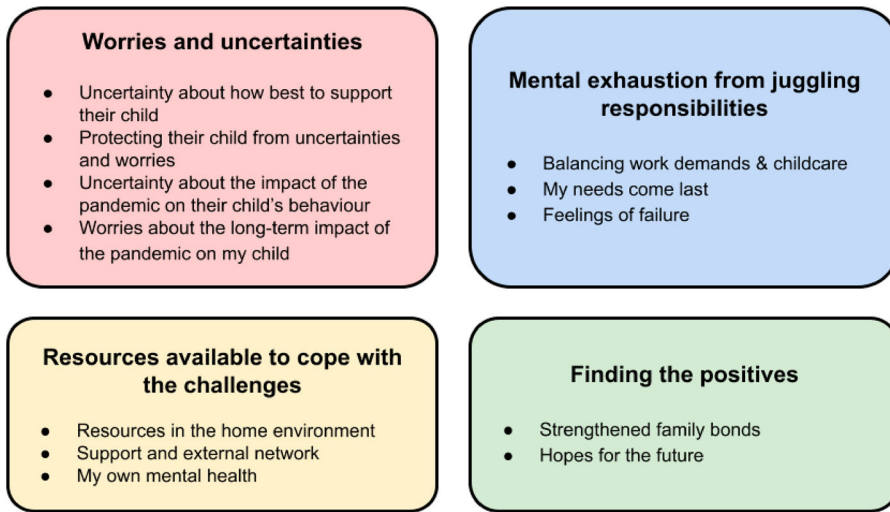 Worries and uncertainties
● Uncertainty about how best to support
their child
● Protecting their child from uncertainties
and worries
● Uncertainty about the impact of the
pandemic on their child's behaviour
● Worries about the long-term impact of
the pandemic on my child
Mental exhaustion from juggling
responsibilities
● Balancing work demands & childcare
● My needs come last
● Feelings of failure
Resources available to cope with
the challenges
● Resources in the home environment
● Support and external network
● My own mental health
Finding the positives
● Strengthened family bonds
● Hopes for the future